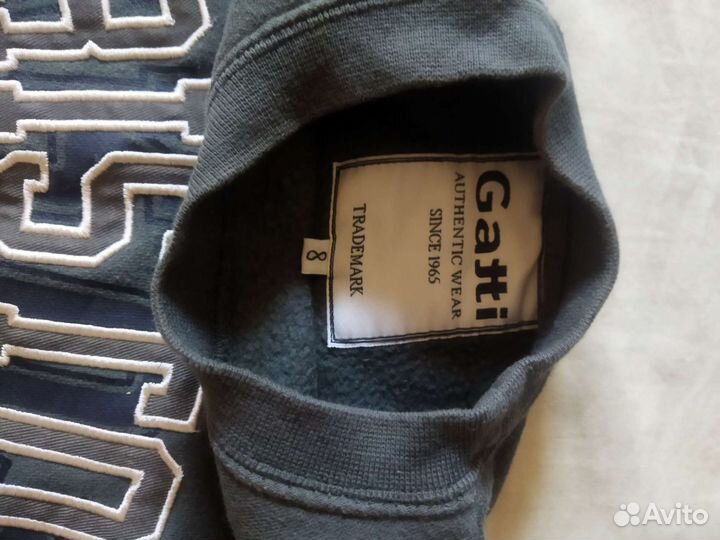 Gatti
AUTHENTIC WEAR
SINCE 1965
TRADEMARK
8
Avito